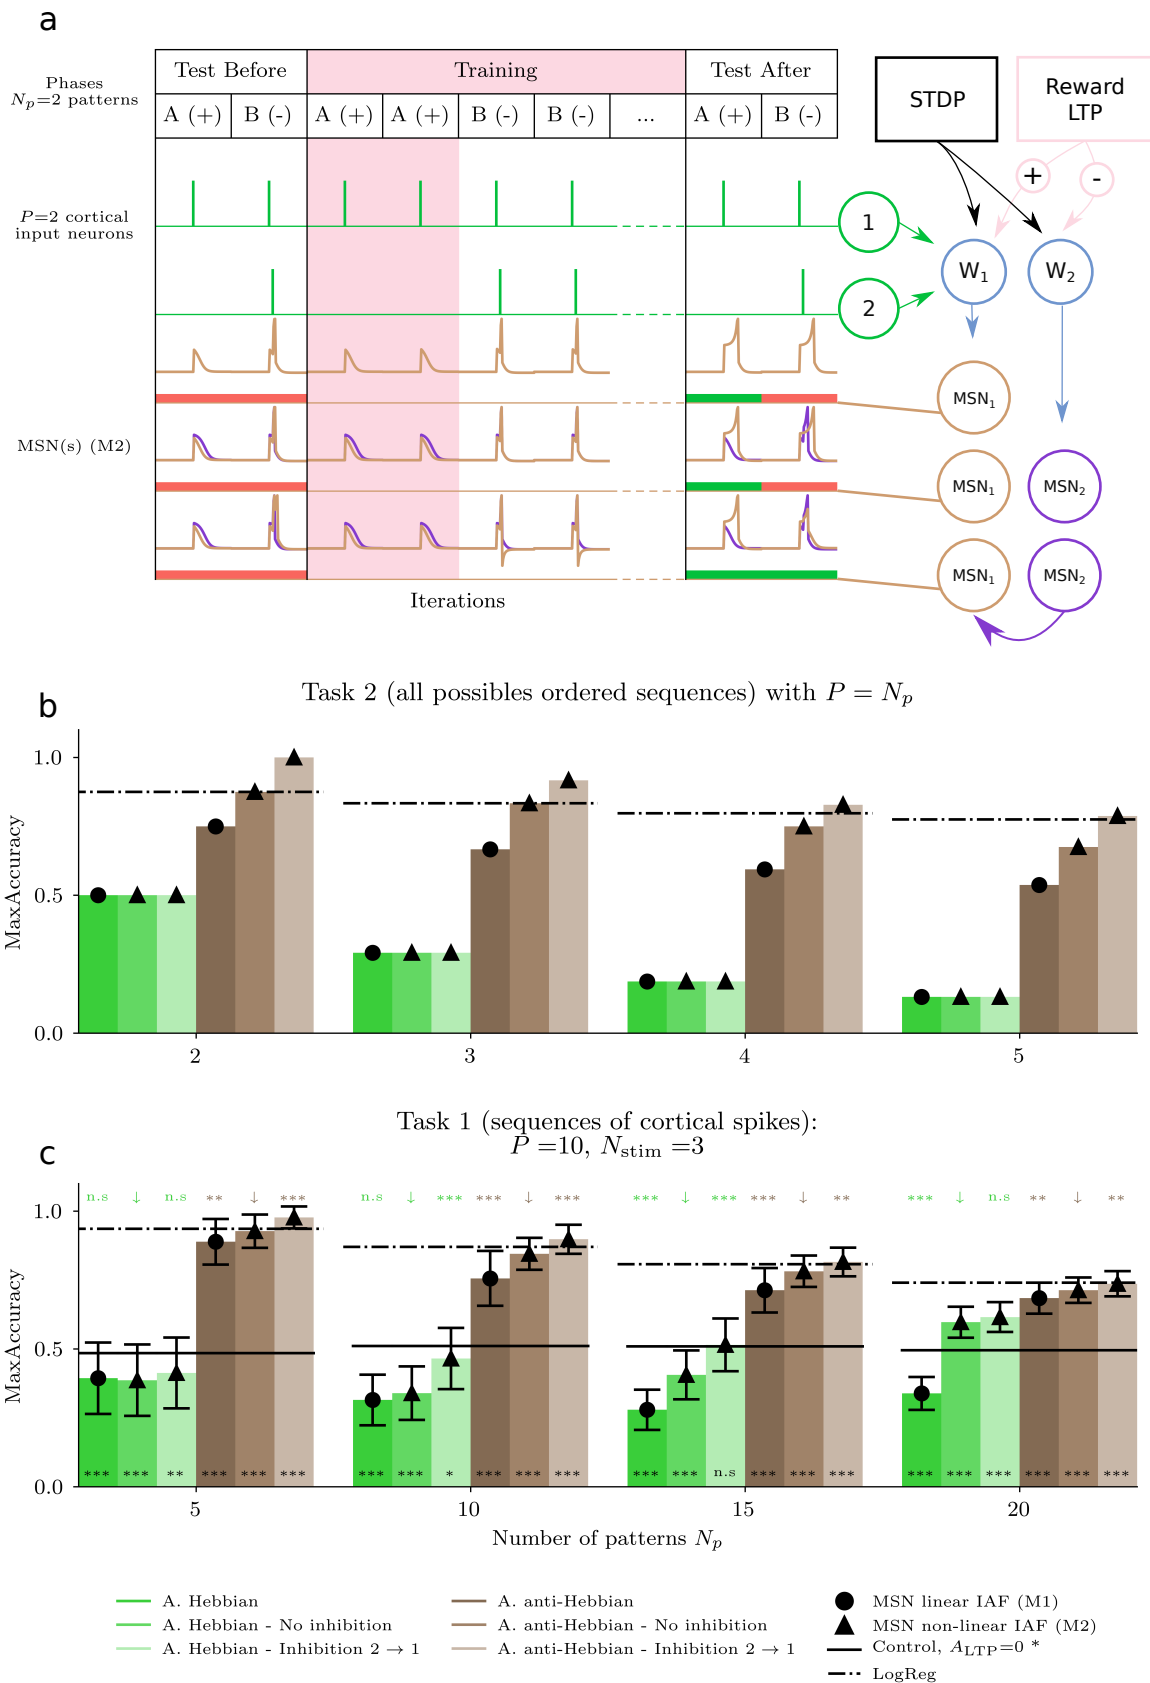 a
Phases
N_p=2 patterns
Test Before
Training
Test After
A (+)
B (-)
A (+)
A (+)
B (-)
B (-)
...
A (+)
B (-)
STDP
Reward
LTP
+
-
P=2 cortical
input neurons
1
2
W1
W2
MSN(s) (M2)
MSN1
MSN1
MSN2
MSN1
MSN2
Iterations
b
Task 2 (all possibles ordered sequences) with P = N_p
MaxAccuracy
1.0
0.5
0.0
2
3
4
5
c
Task 1 (sequences of cortical spikes):
P =10, N_stim =3
MaxAccuracy
1.0
0.5
0.0
n.s ↓ n.s ** ↓ ***
n.s ↓ *** *** ↓ ***
*** ↓ *** *** ↓ **
*** ↓ n.s ** ↓ **
*** *** ** *** *** ***
*** *** * *** *** ***
*** *** n.s *** *** ***
*** *** *** *** *** ***
5
10
15
20
Number of patterns N_p
A. Hebbian
A. Hebbian - No inhibition
A. Hebbian - Inhibition 2 → 1
A. anti-Hebbian
A. anti-Hebbian - No inhibition
A. anti-Hebbian - Inhibition 2 → 1
MSN linear IAF (M1)
MSN non-linear IAF (M2)
Control, A_LTP=0 *
LogReg